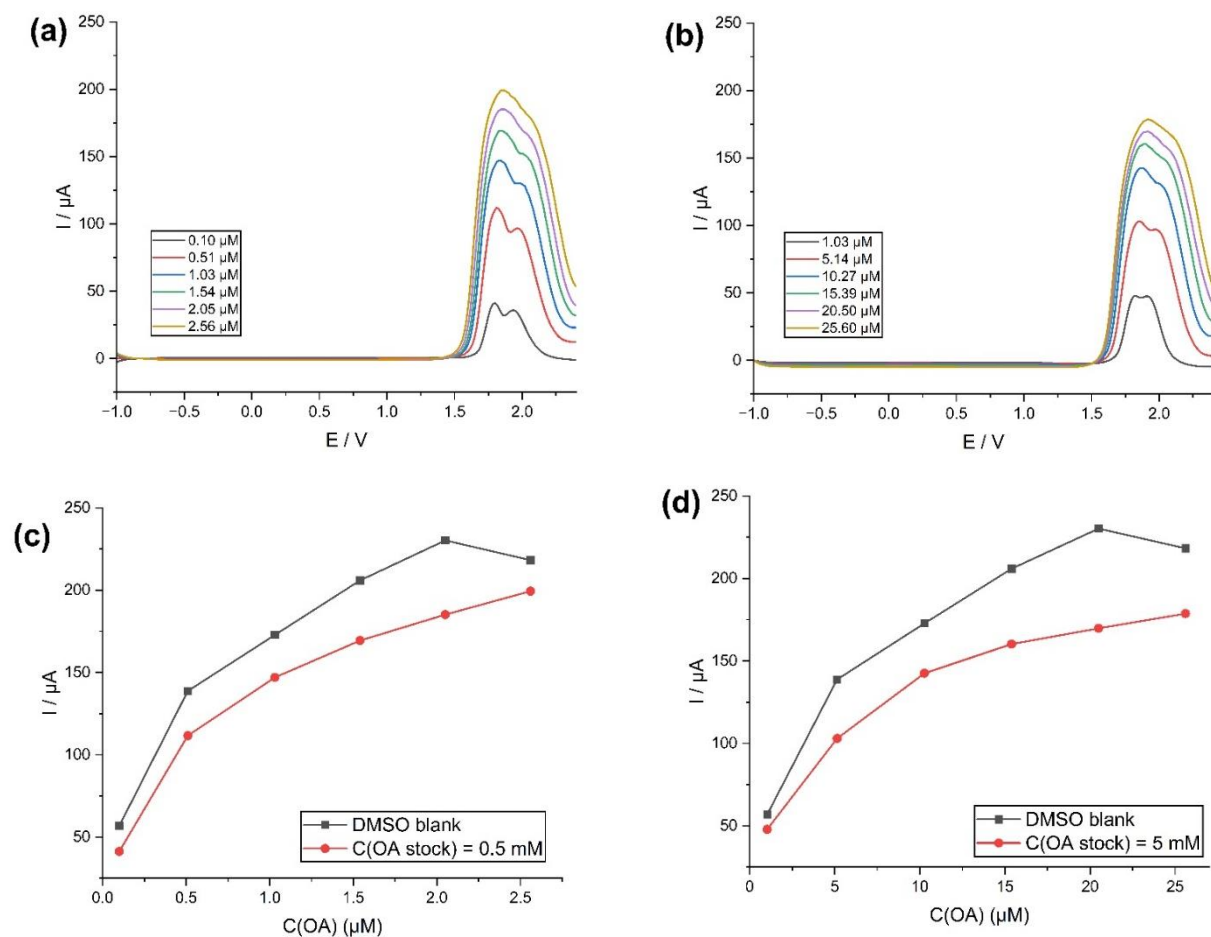 (a)
250
200
150
100
50
0
I / µA
0.10 µM
0.51 µM
1.03 µM
1.54 µM
2.05 µM
2.56 µM
−1.0 −0.5 0.0 0.5 1.0 1.5 2.0
E / V
(b)
250
200
150
100
50
0
I / µA
1.03 µM
5.14 µM
10.27 µM
15.39 µM
20.50 µM
25.60 µM
−1.0 −0.5 0.0 0.5 1.0 1.5 2.0
E / V
(c)
250
200
150
100
50
I / µA
DMSO blank
C(OA stock) = 0.5 mM
0.0 0.5 1.0 1.5 2.0 2.5
C(OA) (µM)
(d)
250
200
150
100
50
I / µA
DMSO blank
C(OA stock) = 5 mM
0 5 10 15 20 25
C(OA) (µM)